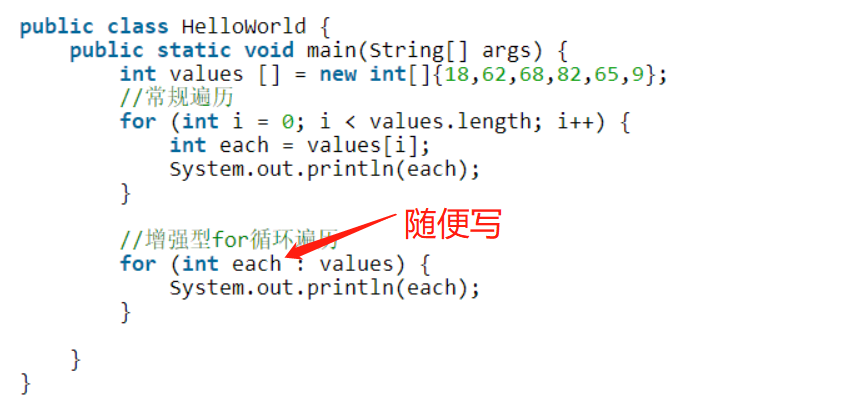 public class HelloWorld {
public static void main(String[] args) {
int values [] = new int[]{18,62,68,82,65,9};
//常规遍历
for (int i = 0; i < values.length; i++) {
int each = values[i];
System.out.println(each);
}
随便写
//增强型for循环遍历
for (int each : values) {
System.out.println(each);
}
}
}